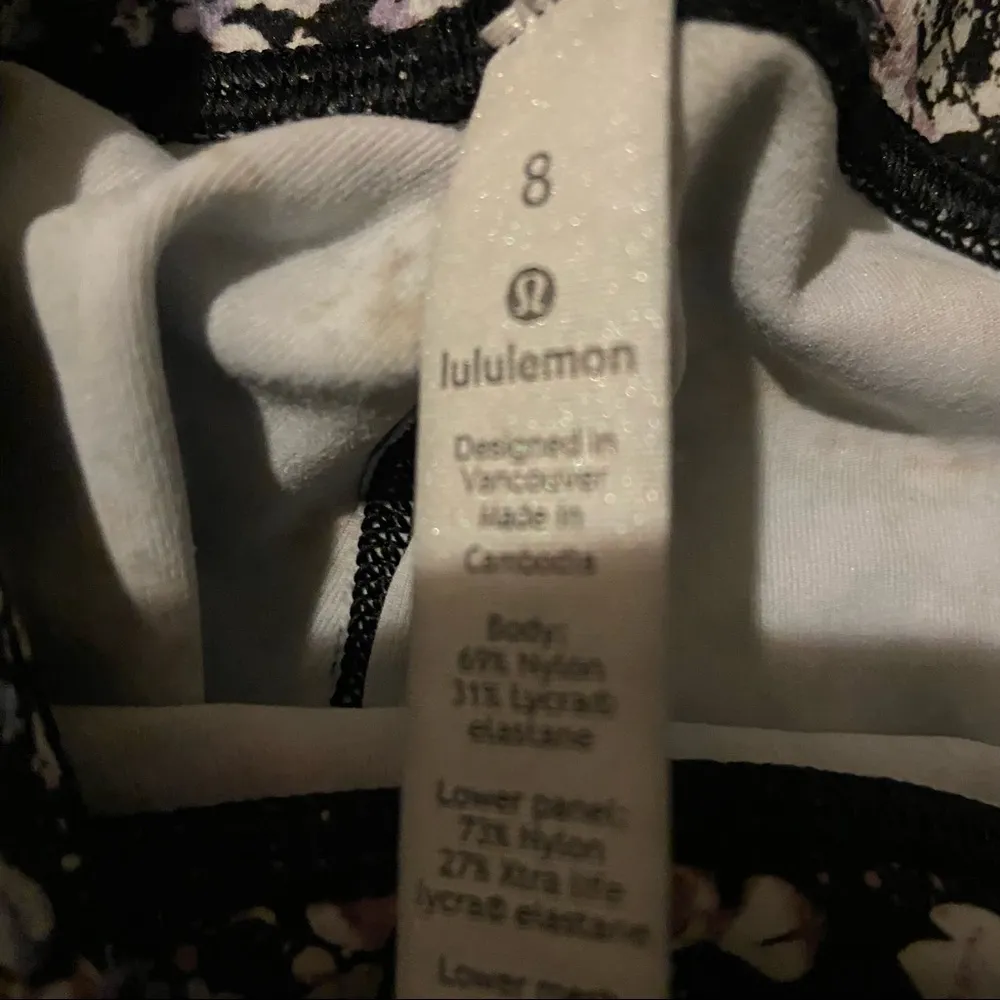 8
lululemon
Designed in
Vancouver
Made in
Cambodia
Body:
69% Nylon
31% Lycra®
elastane
Lower panel:
73% Nylon
27% Xtra life
lycra® elastane
Lower